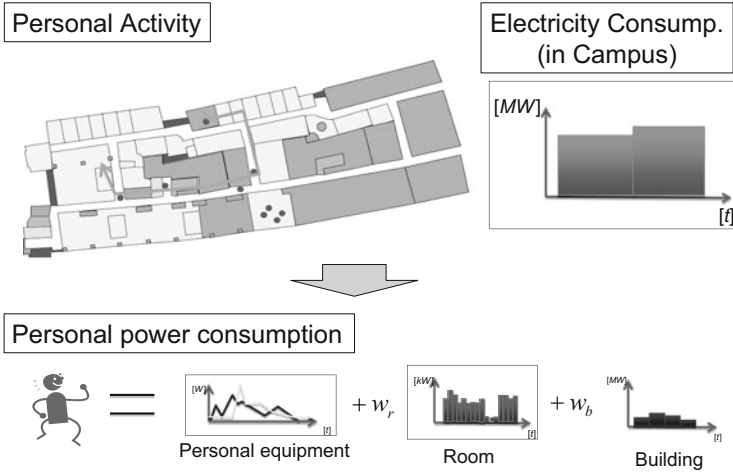 Personal Activity
Electricity Consump.
(in Campus)
[MW]
[t]
Personal power consumption
[W]
[t]
Personal equipment
+ w_r
[kW]
[t]
Room
+ w_b
[MW]
[t]
Building